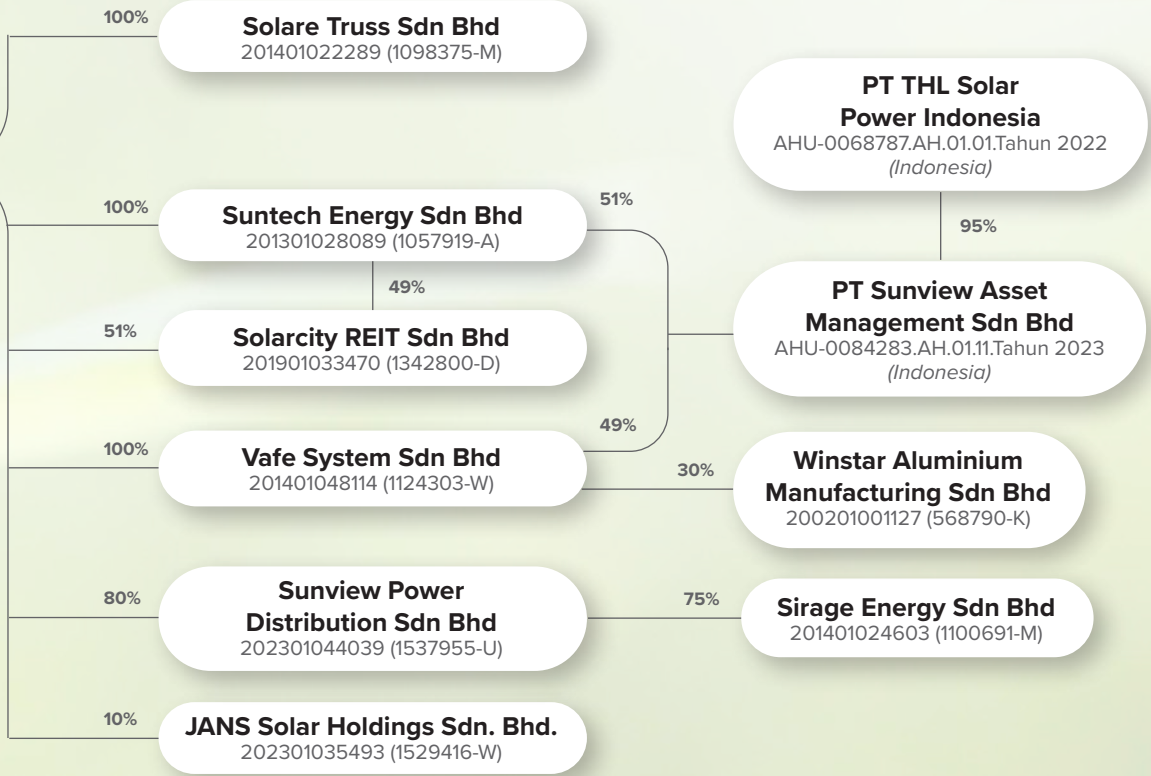 100%
Solare Truss Sdn Bhd
201401022289 (1098375-M)
100%
Suntech Energy Sdn Bhd
201301028089 (1057919-A)
49%
51%
Solarcity REIT Sdn Bhd
201901033470 (1342800-D)
100%
Vafe System Sdn Bhd
201401048114 (1124303-W)
80%
Sunview Power
Distribution Sdn Bhd
202301044039 (1537955-U)
10%
JANS Solar Holdings Sdn. Bhd.
202301035493 (1529416-W)
51%
49%
30%
75%
PT THL Solar
Power Indonesia
AHU-0068787.AH.01.01.Tahun 2022
(Indonesia)
95%
PT Sunview Asset
Management Sdn Bhd
AHU-0084283.AH.01.11.Tahun 2023
(Indonesia)
Winstar Aluminium
Manufacturing Sdn Bhd
200201001127 (568790-K)
Sirage Energy Sdn Bhd
201401024603 (1100691-M)